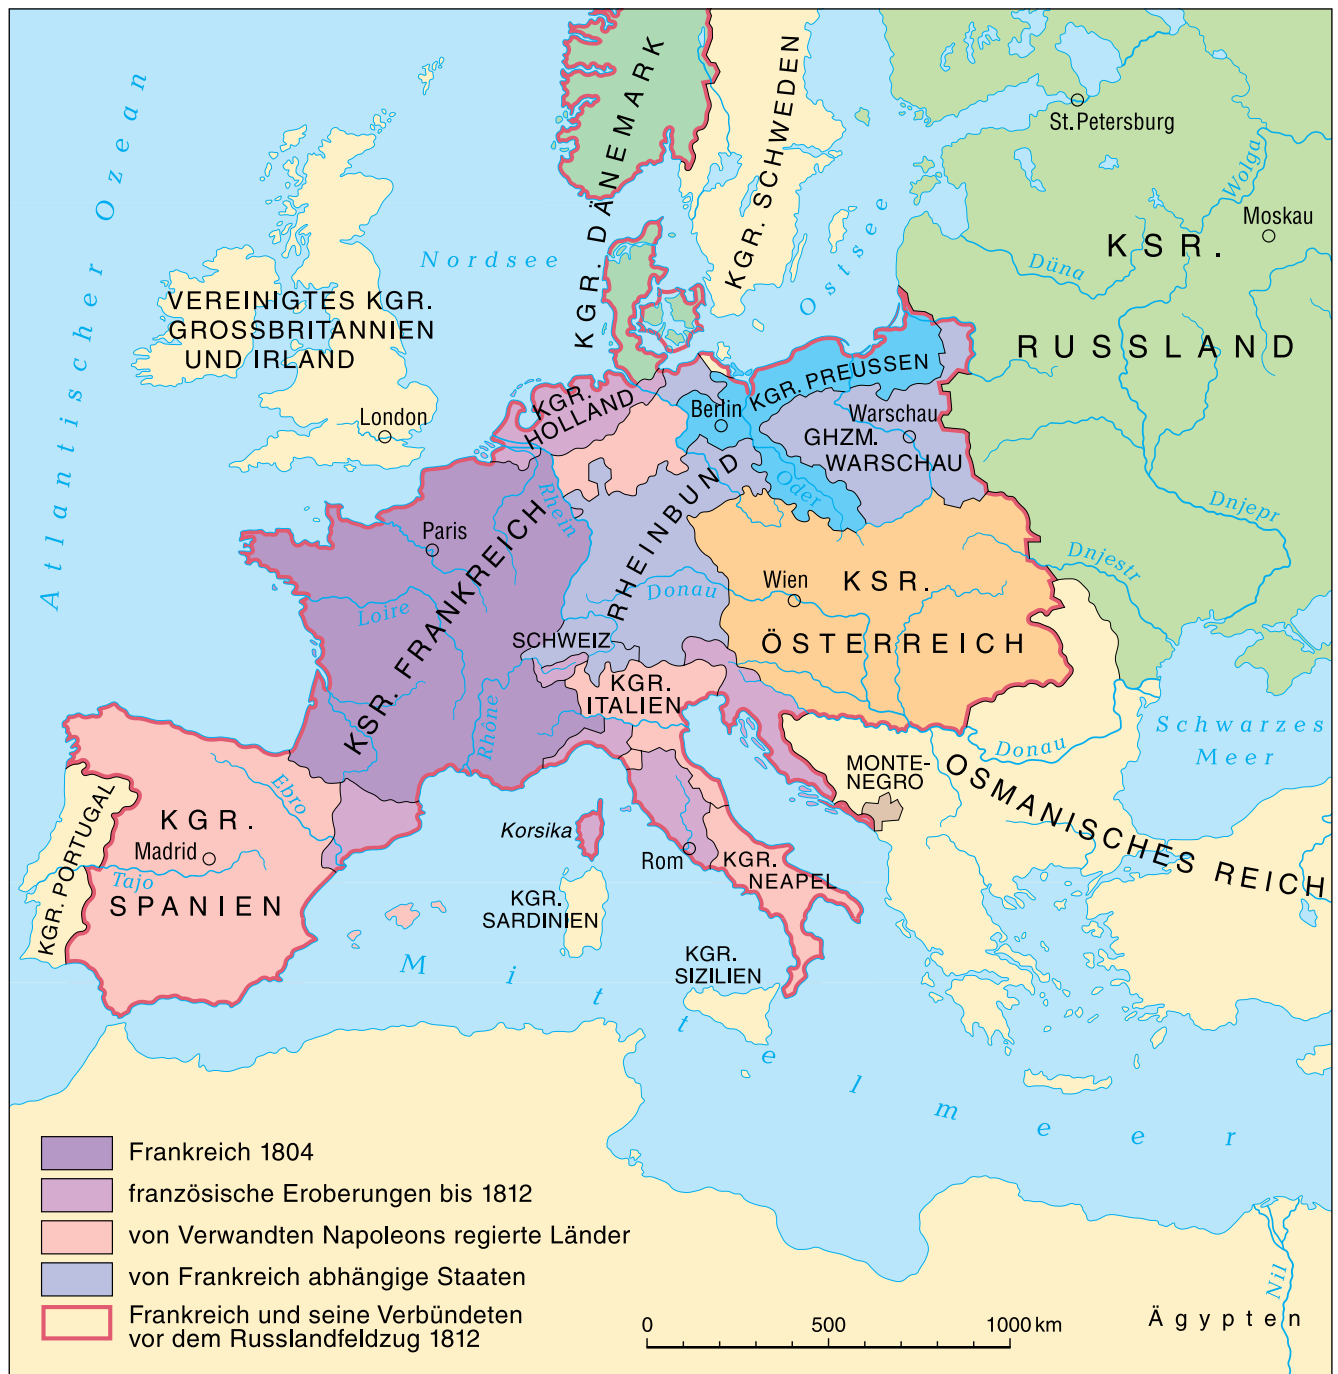 Atlantischer Ozean
Nordsee
Ostsee
KGR. DÄNEMARK
KGR. SCHWEDEN
St. Petersburg
Wolga
Moskau
KSR.
RUSSLAND
Düna
VEREINIGTES KGR.
GROSSBRITANNIEN
UND IRLAND
London
KGR.
HOLLAND
Berlin
KGR. PREUSSEN
Warschau
GHZM.
WARSCHAU
Oder
Dnjepr
Dnjestr
Paris
Rhein
RHEINBUND
Loire
KSR. FRANKREICH
Donau
Wien
KSR.
ÖSTERREICH
SCHWEIZ
KGR.
ITALIEN
Rhône
Schwarzes
Meer
Donau
MONTE-
NEGRO
OSMANISCHES REICH
Ebro
KGR. PORTUGAL
KGR.
Madrid
Tajo
SPANIEN
Korsika
Rom
KGR.
NEAPEL
KGR.
SARDINIEN
KGR.
SIZILIEN
Mittelmeer
Frankreich 1804
französische Eroberungen bis 1812
von Verwandten Napoleons regierte Länder
von Frankreich abhängige Staaten
Frankreich und seine Verbündeten
vor dem Russlandfeldzug 1812
0 500 1000 km
Nil
Ägypten